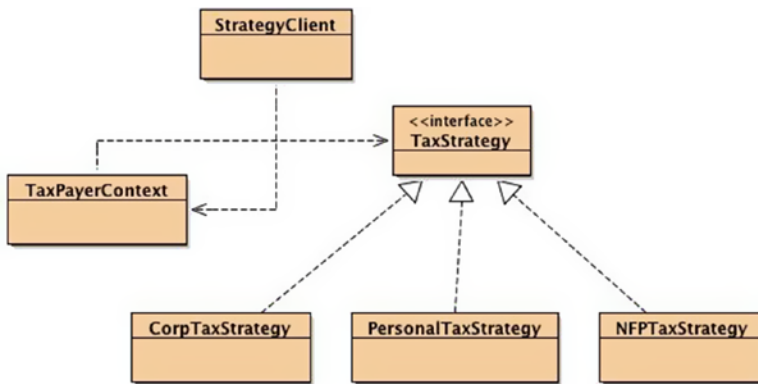 StrategyClient
<<interface>>
TaxStrategy
TaxPayerContext
CorpTaxStrategy
PersonalTaxStrategy
NFPTaxStrategy